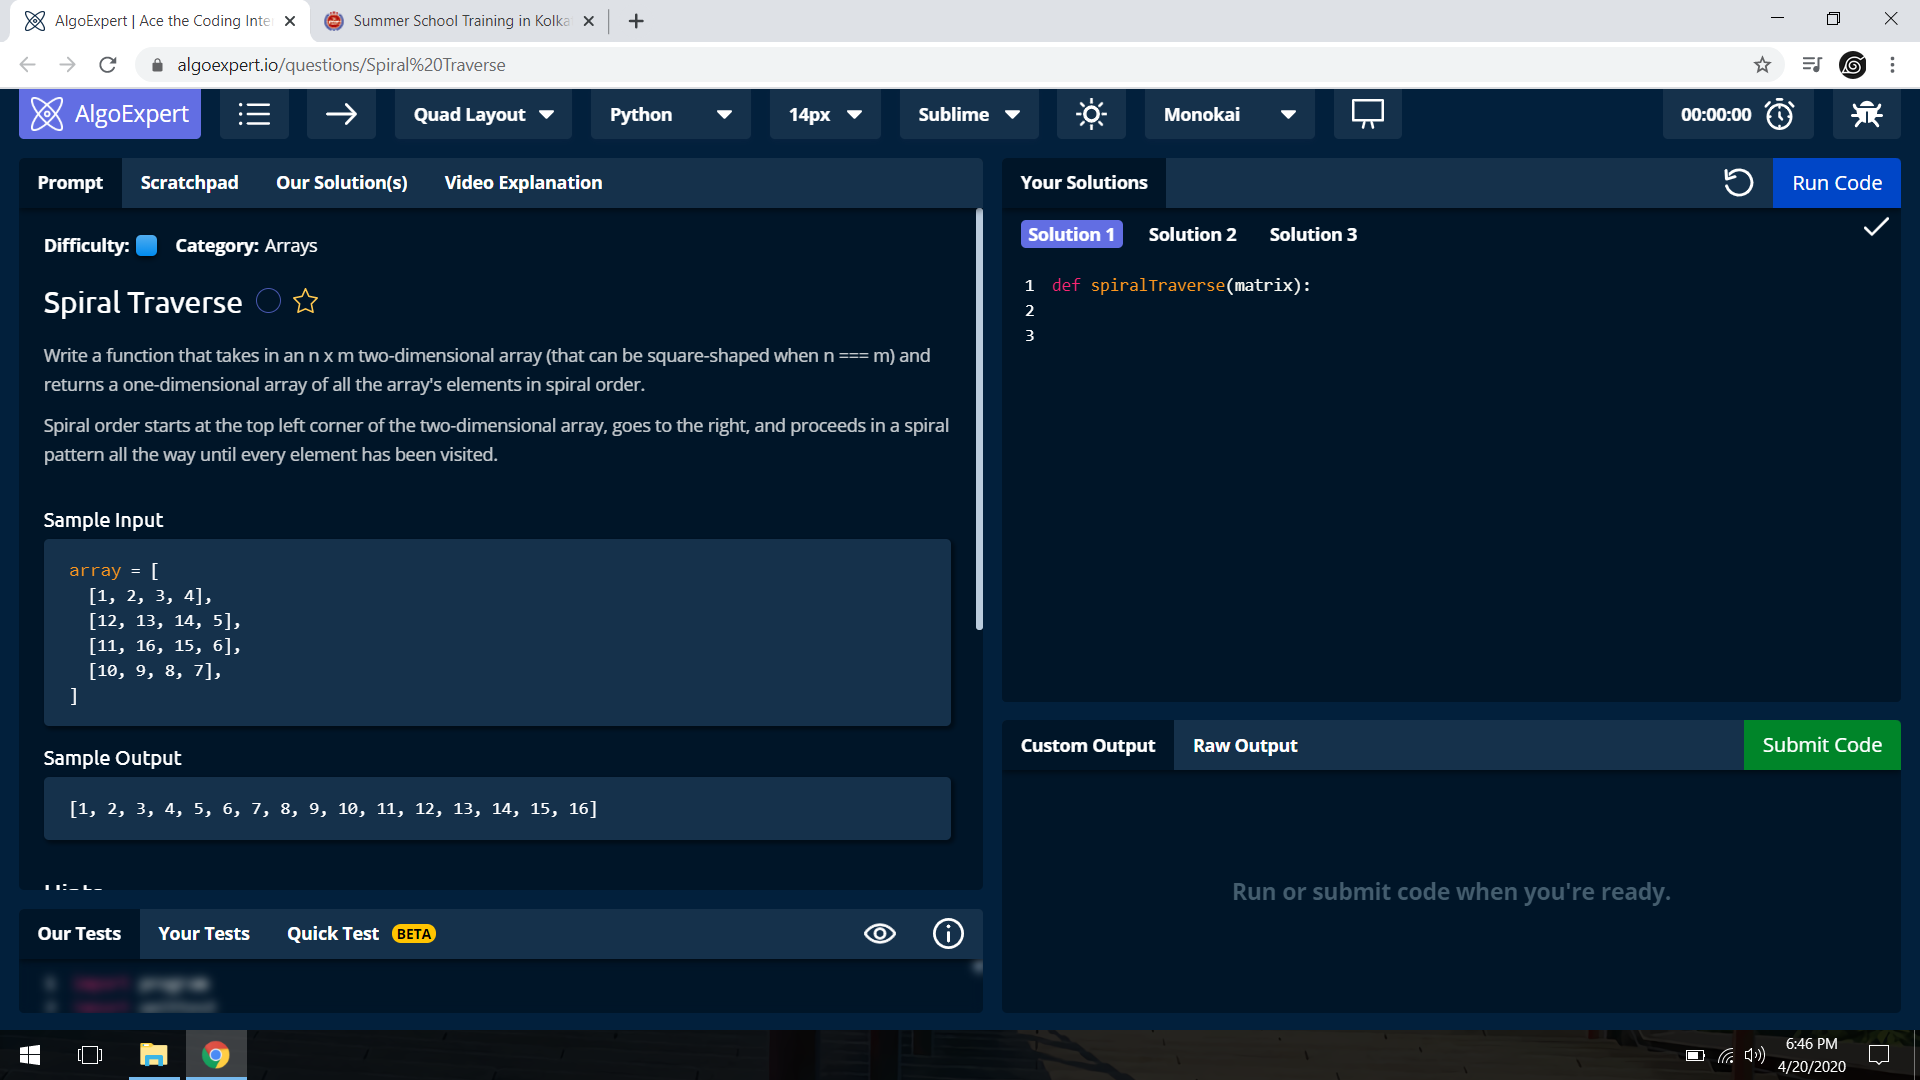 AlgoExpert | Ace the Coding Inte
Summer School Training in Kolka
algoexpert.io/questions/Spiral%20Traverse
AlgoExpert
Quad Layout
Python
14px
Sublime
Monokai
00:00:00
Prompt
Scratchpad
Our Solution(s)
Video Explanation
Difficulty:
Category: Arrays
Spiral Traverse
Write a function that takes in an n x m two-dimensional array (that can be square-shaped when n === m) and
returns a one-dimensional array of all the array's elements in spiral order.
Spiral order starts at the top left corner of the two-dimensional array, goes to the right, and proceeds in a spiral
pattern all the way until every element has been visited.
Sample Input
array = [
[1, 2, 3, 4],
[12, 13, 14, 5],
[11, 16, 15, 6],
[10, 9, 8, 7],
]
Sample Output
[1, 2, 3, 4, 5, 6, 7, 8, 9, 10, 11, 12, 13, 14, 15, 16]
Our Tests
Your Tests
Quick Test BETA
Your Solutions
Run Code
Solution 1
Solution 2
Solution 3
1 def spiralTraverse(matrix):
2
3
Custom Output
Raw Output
Submit Code
Run or submit code when you're ready.
6:46 PM
4/20/2020